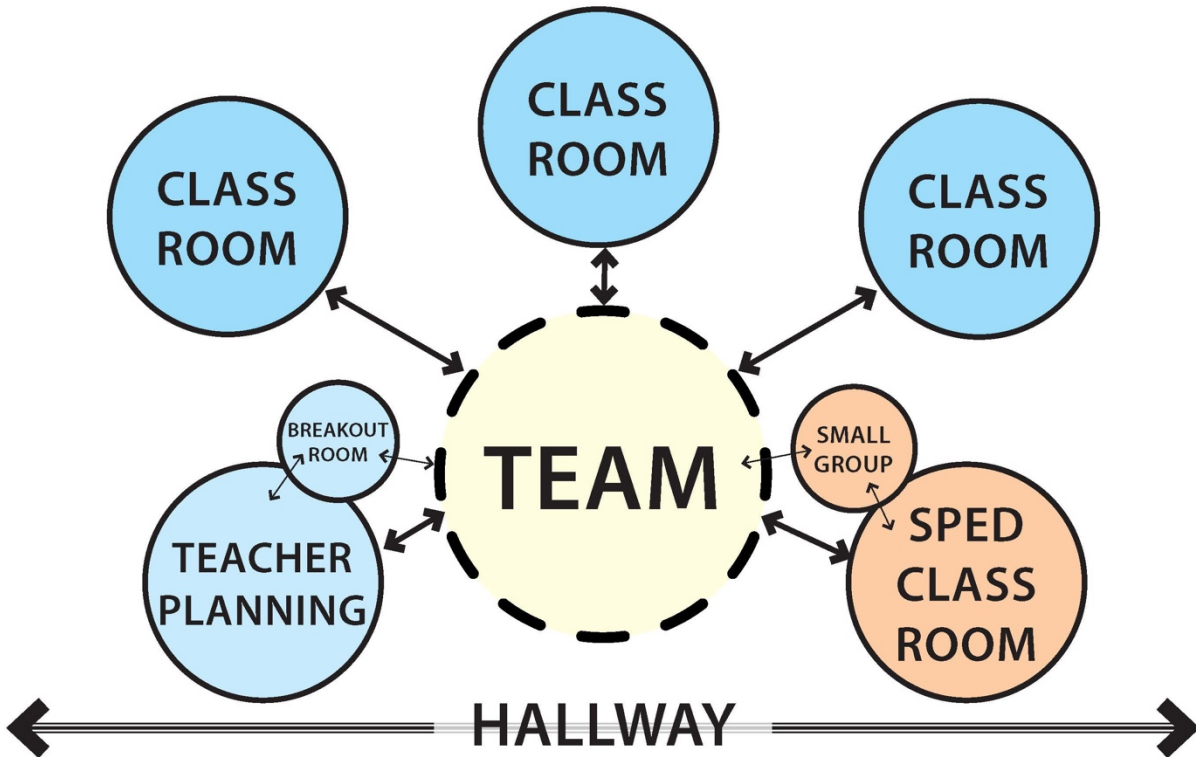 CLASS
ROOM
CLASS
ROOM
CLASS
ROOM
BREAKOUT
ROOM
TEAM
SMALL
GROUP
TEACHER
PLANNING
SPED
CLASS
ROOM
HALLWAY